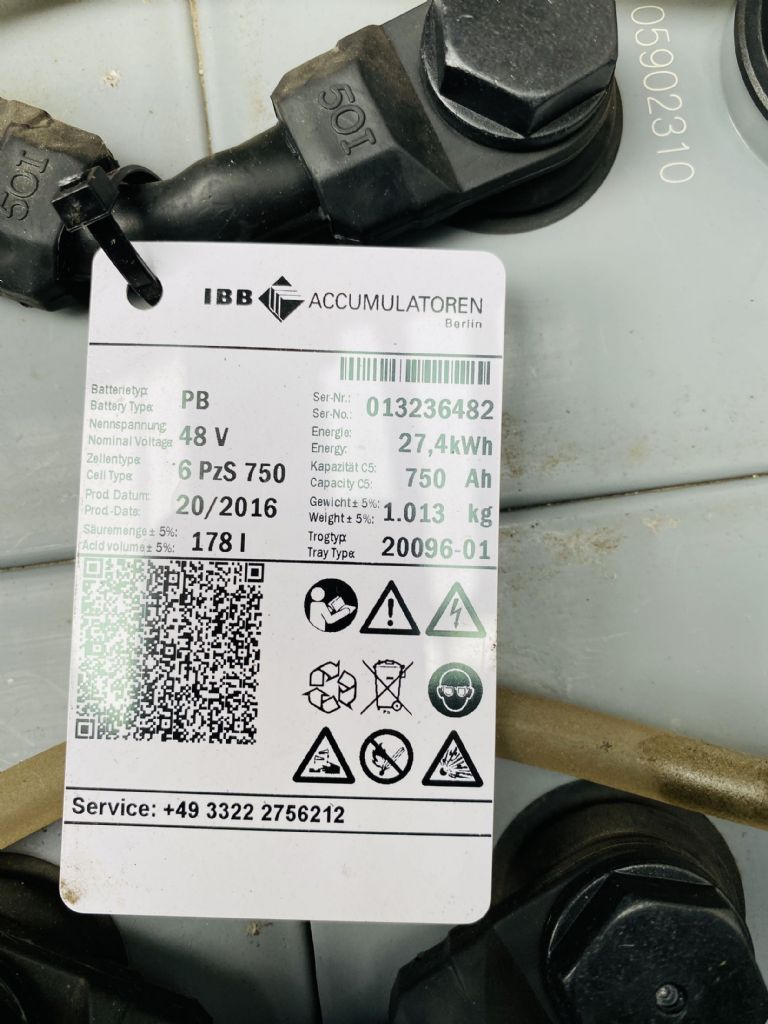 05902310
50I
50I
IBB ACCUMULATOREN
Berlin
Batterietyp:
Battery Type: PB
Ser-Nr.:
Ser-No.: 013236482
Nennspannung
Nominal Voltage: 48 V
Energie:
Energy: 27,4kWh
Zellentype:
Cell Type: 6 PzS 750
Kapazität C5:
Capacity C5: 750 Ah
Prod. Datum:
Prod.-Date: 20/2016
Gewicht ± 5%:
Weight ± 5%: 1.013 kg
Säuremenge ± 5%:
Acid volume ± 5%: 178 l
Trogtyp:
Tray Type: 20096-01
Service: +49 3322 2756212